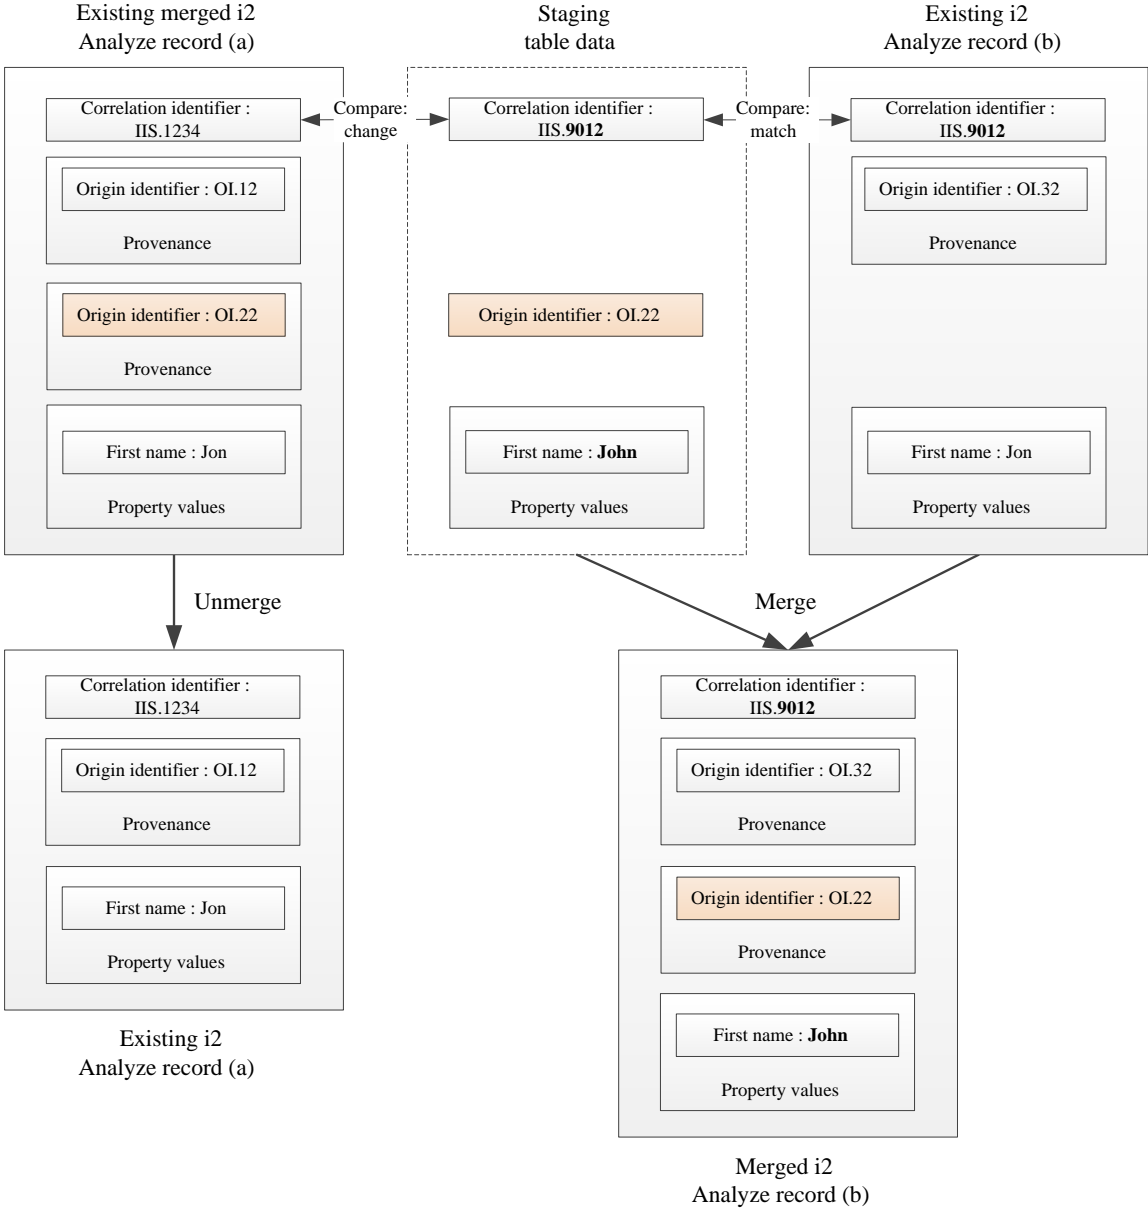 Existing merged i2
Analyze record (a)
Staging
table data
Existing i2
Analyze record (b)
Correlation identifier :
IIS.1234
Compare:
change
Correlation identifier :
IIS.9012
Compare:
match
Correlation identifier :
IIS.9012
Origin identifier : OI.12
Provenance
Origin identifier : OI.32
Provenance
Origin identifier : OI.22
Provenance
Origin identifier : OI.22
First name : Jon
Property values
First name : John
Property values
First name : Jon
Property values
Unmerge
Merge
Correlation identifier :
IIS.1234
Origin identifier : OI.12
Provenance
First name : Jon
Property values
Existing i2
Analyze record (a)
Correlation identifier :
IIS.9012
Origin identifier : OI.32
Provenance
Origin identifier : OI.22
Provenance
First name : John
Property values
Merged i2
Analyze record (b)